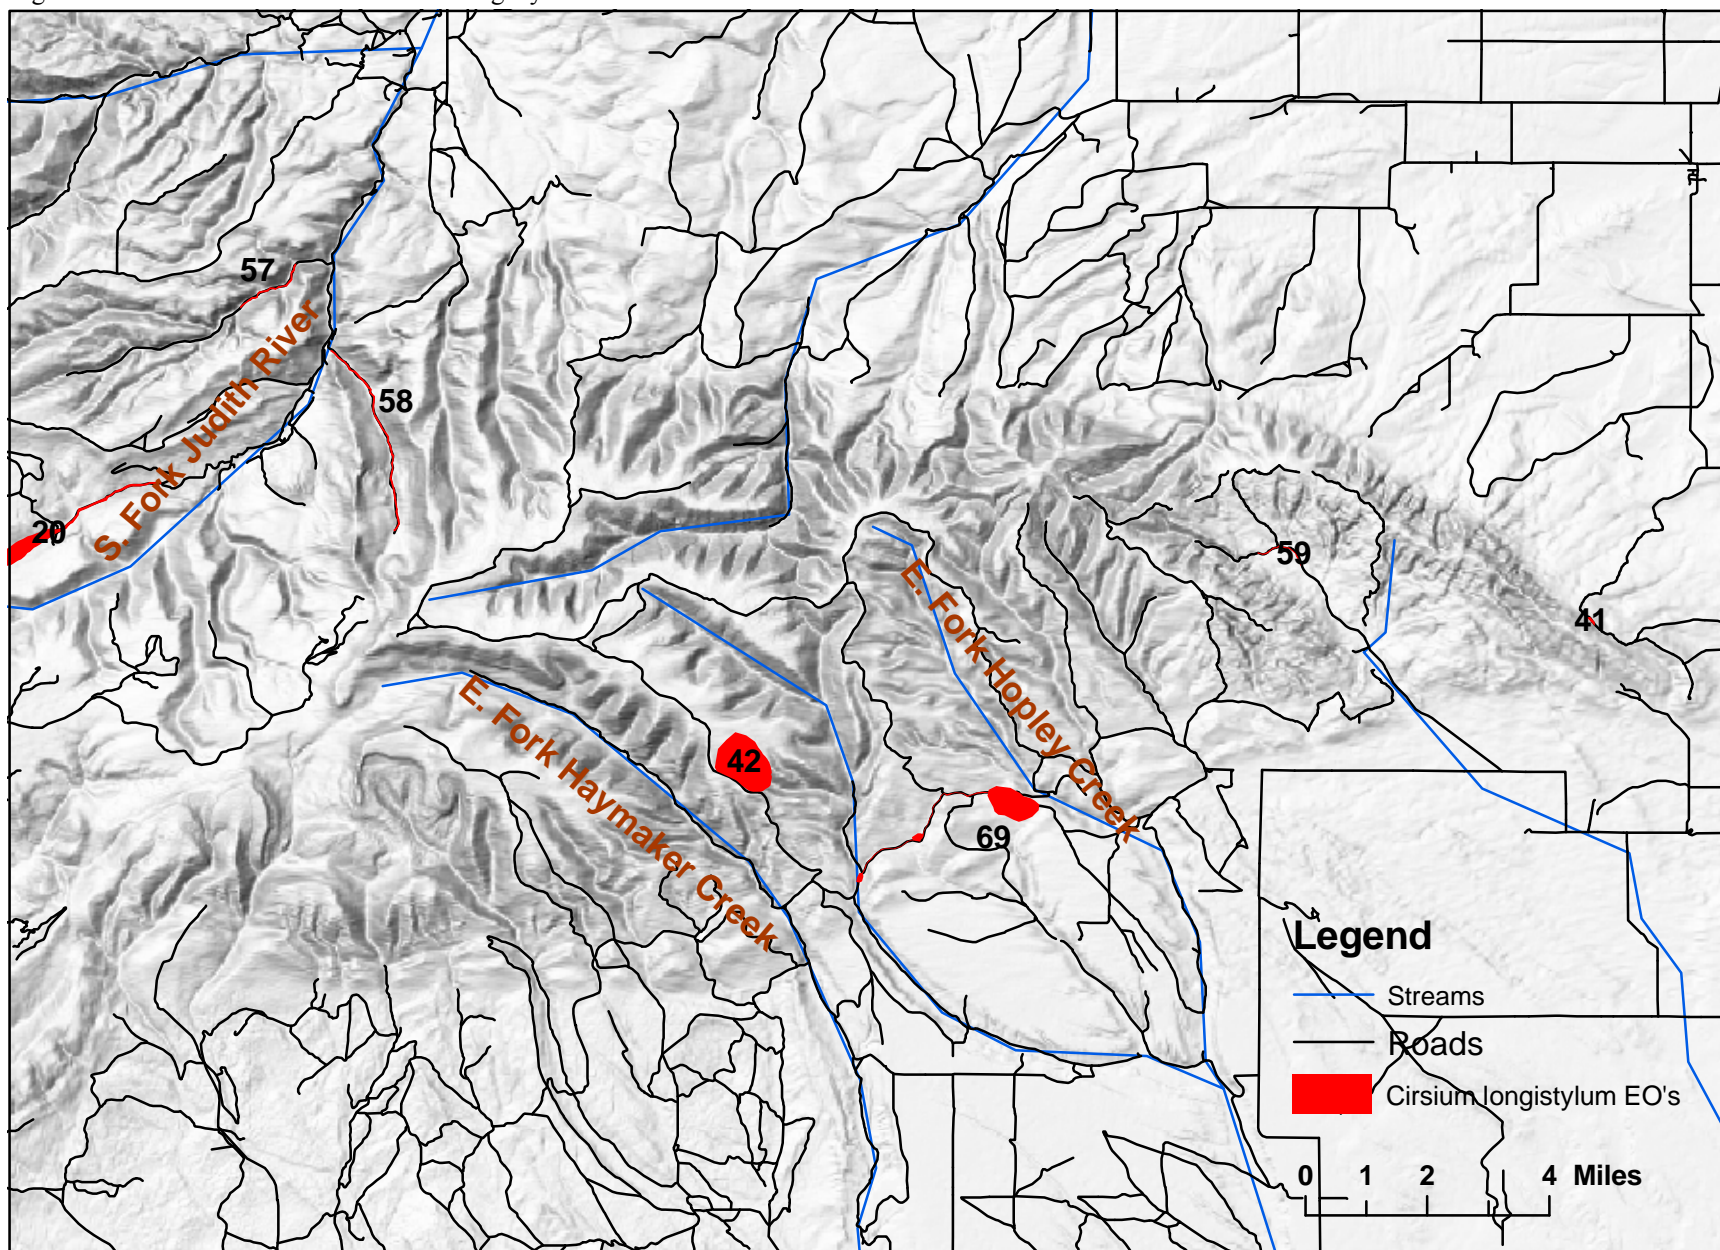 57
S. Fork Judith River
58
20
59
41
E. Fork Hopley Creek
E. Fork Haymaker Creek
42
69
Legend
Streams
Roads
Cirsium longistylum EO's
0 1 2 4 Miles